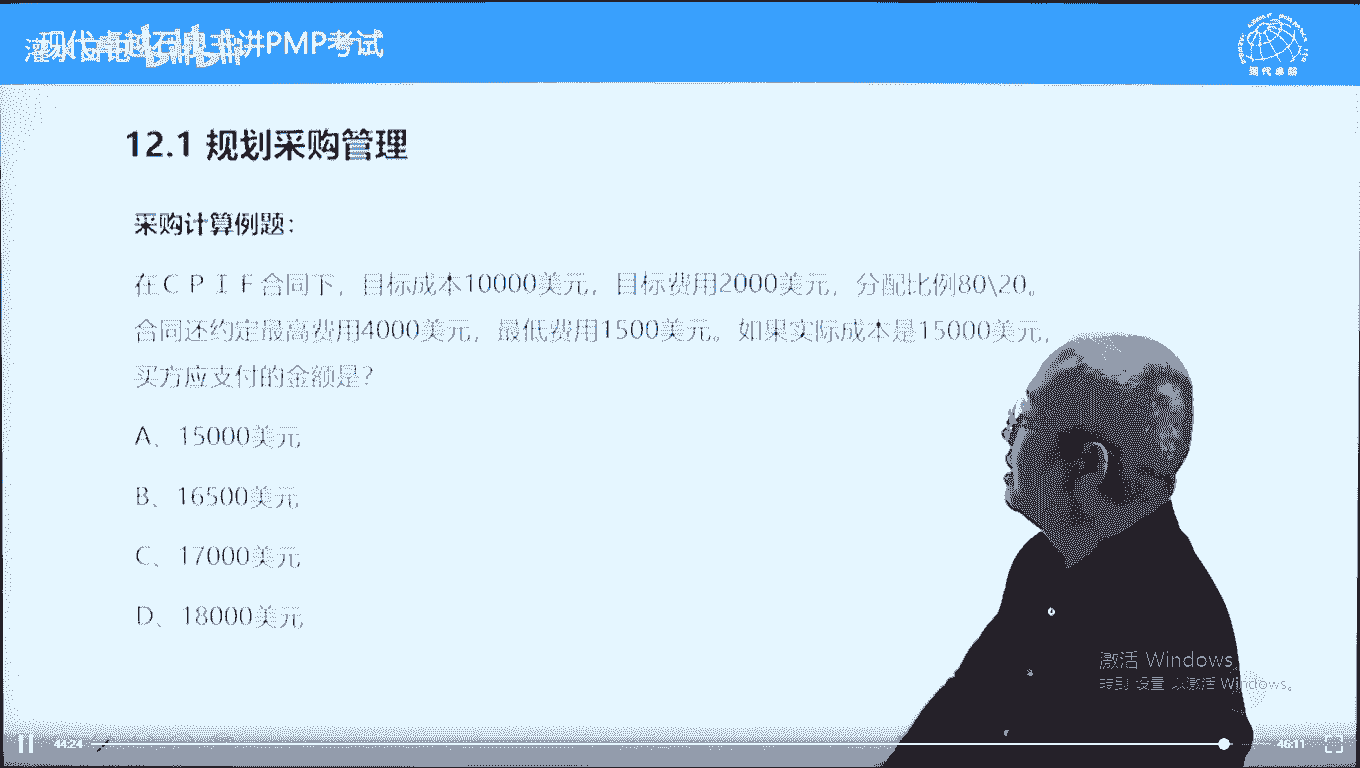 现代卓越石典主讲PMP考试
bilibili
现代卓越
12.1 规划采购管理
采购计算例题：
在ＣＰＩＦ合同下，目标成本10000美元，目标费用2000美元，分配比例80\20。
合同还约定最高费用4000美元，最低费用1500美元。如果实际成本是15000美元，
买方应支付的金额是？
A、15000美元
B、16500美元
C、17000美元
D、18000美元
激活 Windows
转到"设置"以激活 Windows。
44:24
46:11